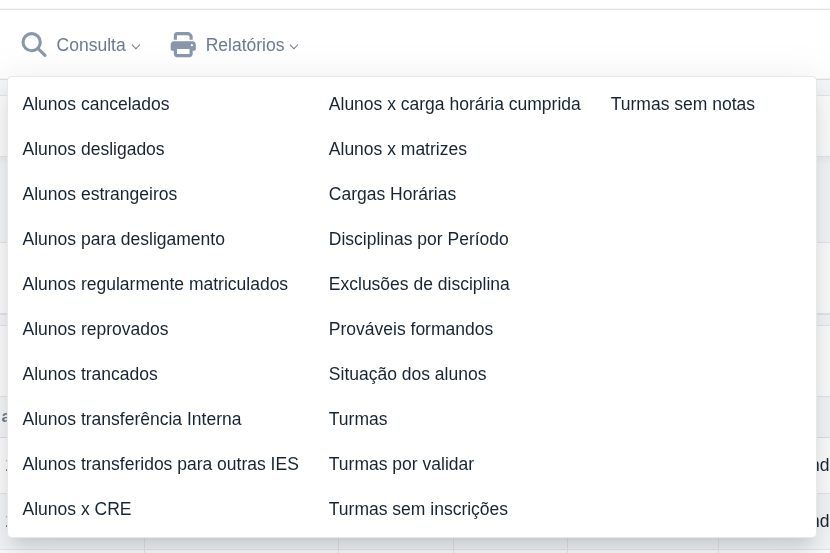 Consulta
Relatórios
Alunos cancelados
Alunos desligados
Alunos estrangeiros
Alunos para desligamento
Alunos regularmente matriculados
Alunos reprovados
Alunos trancados
Alunos transferência Interna
Alunos transferidos para outras IES
Alunos x CRE
Alunos x carga horária cumprida
Alunos x matrizes
Cargas Horárias
Disciplinas por Período
Exclusões de disciplina
Prováveis formandos
Situação dos alunos
Turmas
Turmas por validar
Turmas sem inscrições
Turmas sem notas